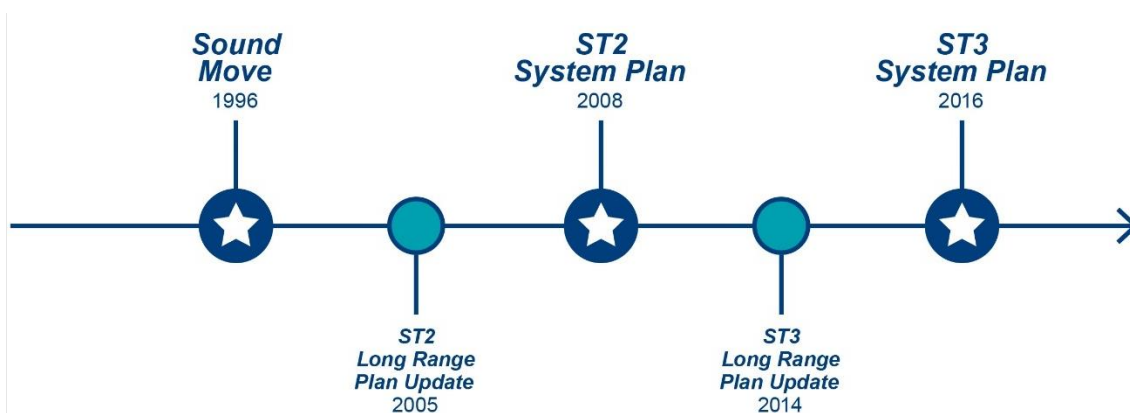 Sound
Move
1996
ST2
System Plan
2008
ST3
System Plan
2016
ST2
Long Range
Plan Update
2005
ST3
Long Range
Plan Update
2014